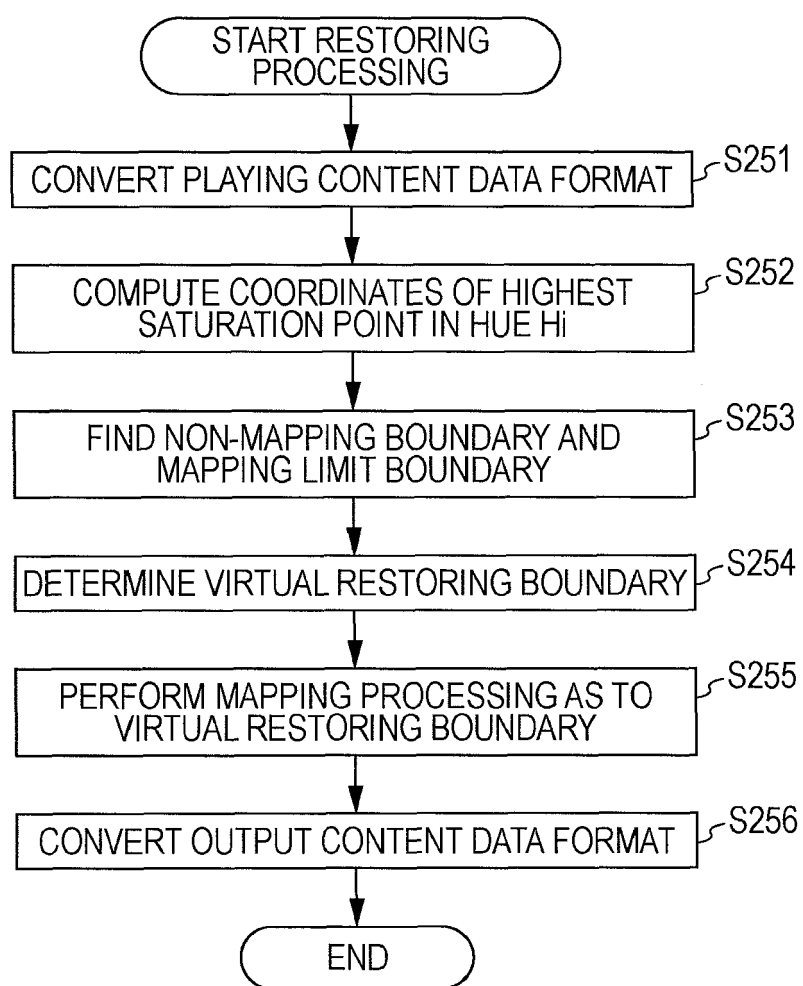 START RESTORING
PROCESSING
S251
CONVERT PLAYING CONTENT DATA FORMAT
S252
COMPUTE COORDINATES OF HIGHEST
SATURATION POINT IN HUE Hi
S253
FIND NON-MAPPING BOUNDARY AND
MAPPING LIMIT BOUNDARY
S254
DETERMINE VIRTUAL RESTORING BOUNDARY
S255
PERFORM MAPPING PROCESSING AS TO
VIRTUAL RESTORING BOUNDARY
S256
CONVERT OUTPUT CONTENT DATA FORMAT
END